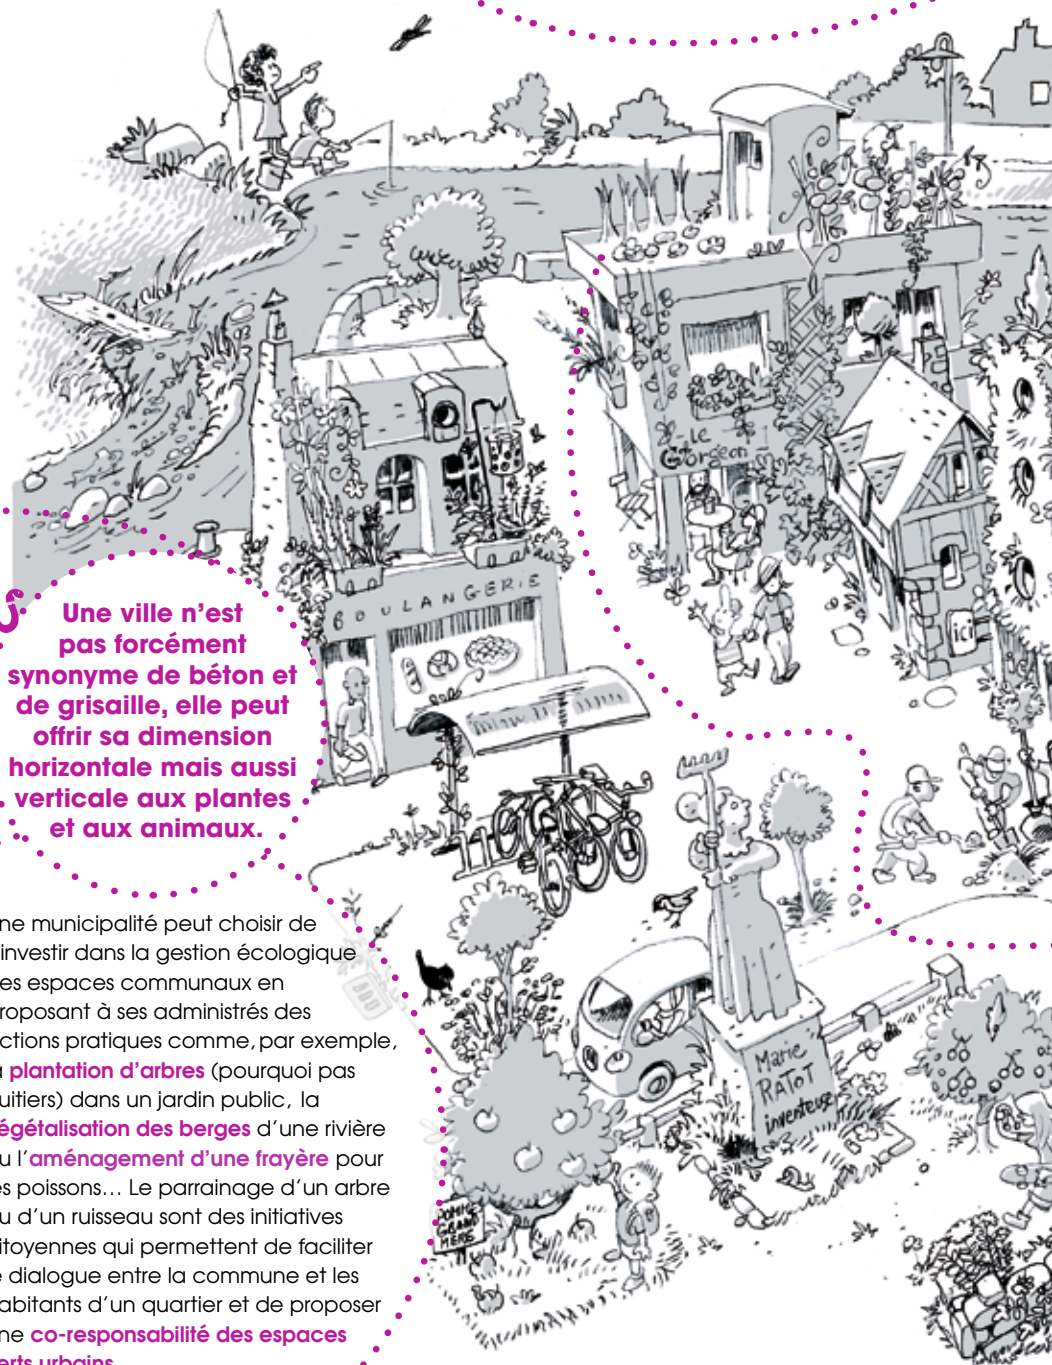 Le
Gorgeon
BOULANGERIE
ici
Une ville n’est
pas forcément
synonyme de béton et
de grisaille, elle peut
offrir sa dimension
horizontale mais aussi
verticale aux plantes
et aux animaux.
ne municipalité peut choisir de
investir dans la gestion écologique
es espaces communaux en
roposant à ses administrés des
ctions pratiques comme, par exemple,
a plantation d’arbres (pourquoi pas
uitiers) dans un jardin public, la
égétalisation des berges d’une rivière
u l’aménagement d’une frayère pour
es poissons... Le parrainage d’un arbre
u d’un ruisseau sont des initiatives
itoyennes qui permettent de faciliter
e dialogue entre la commune et les
abitants d’un quartier et de proposer
ne co-responsabilité des espaces
erts urbains
Marie
RATOT
inventeuse